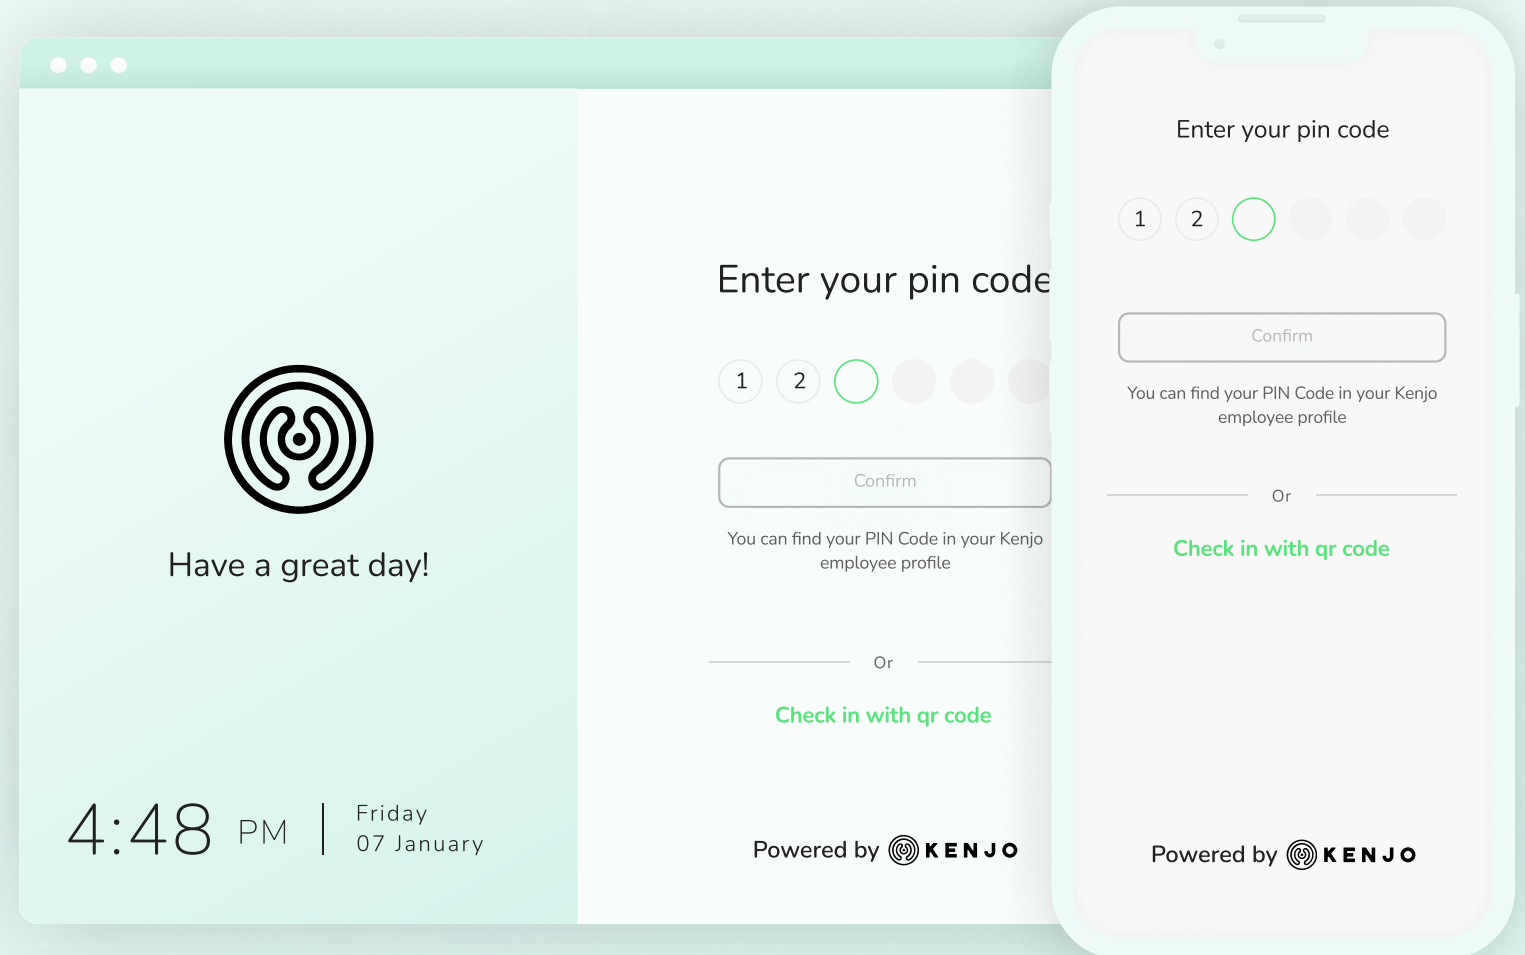 Have a great day!
4:48 PM
Friday
07 January
Enter your pin code
1 2
Confirm
You can find your PIN Code in your Kenjo
employee profile
Or
Check in with qr code
Powered by KENJO
Enter your pin code
1 2
Confirm
You can find your PIN Code in your Kenjo
employee profile
Or
Check in with qr code
Powered by KENJO